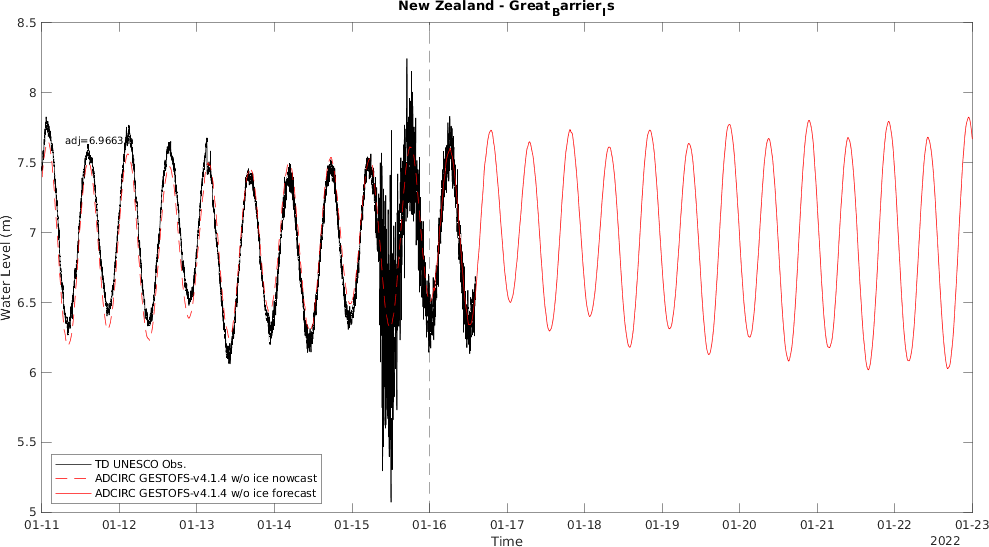 New Zealand - GreatBarrierIs
8.5
8
7.5
7
6.5
6
5.5
5
Water Level (m)
adj=6.9663
TD UNESCO Obs.
ADCIRC GESTOFS-v4.1.4 w/o ice nowcast
ADCIRC GESTOFS-v4.1.4 w/o ice forecast
01-11 01-12 01-13 01-14 01-15 01-16 01-17 01-18 01-19 01-20 01-21 01-22 01-23
Time
2022